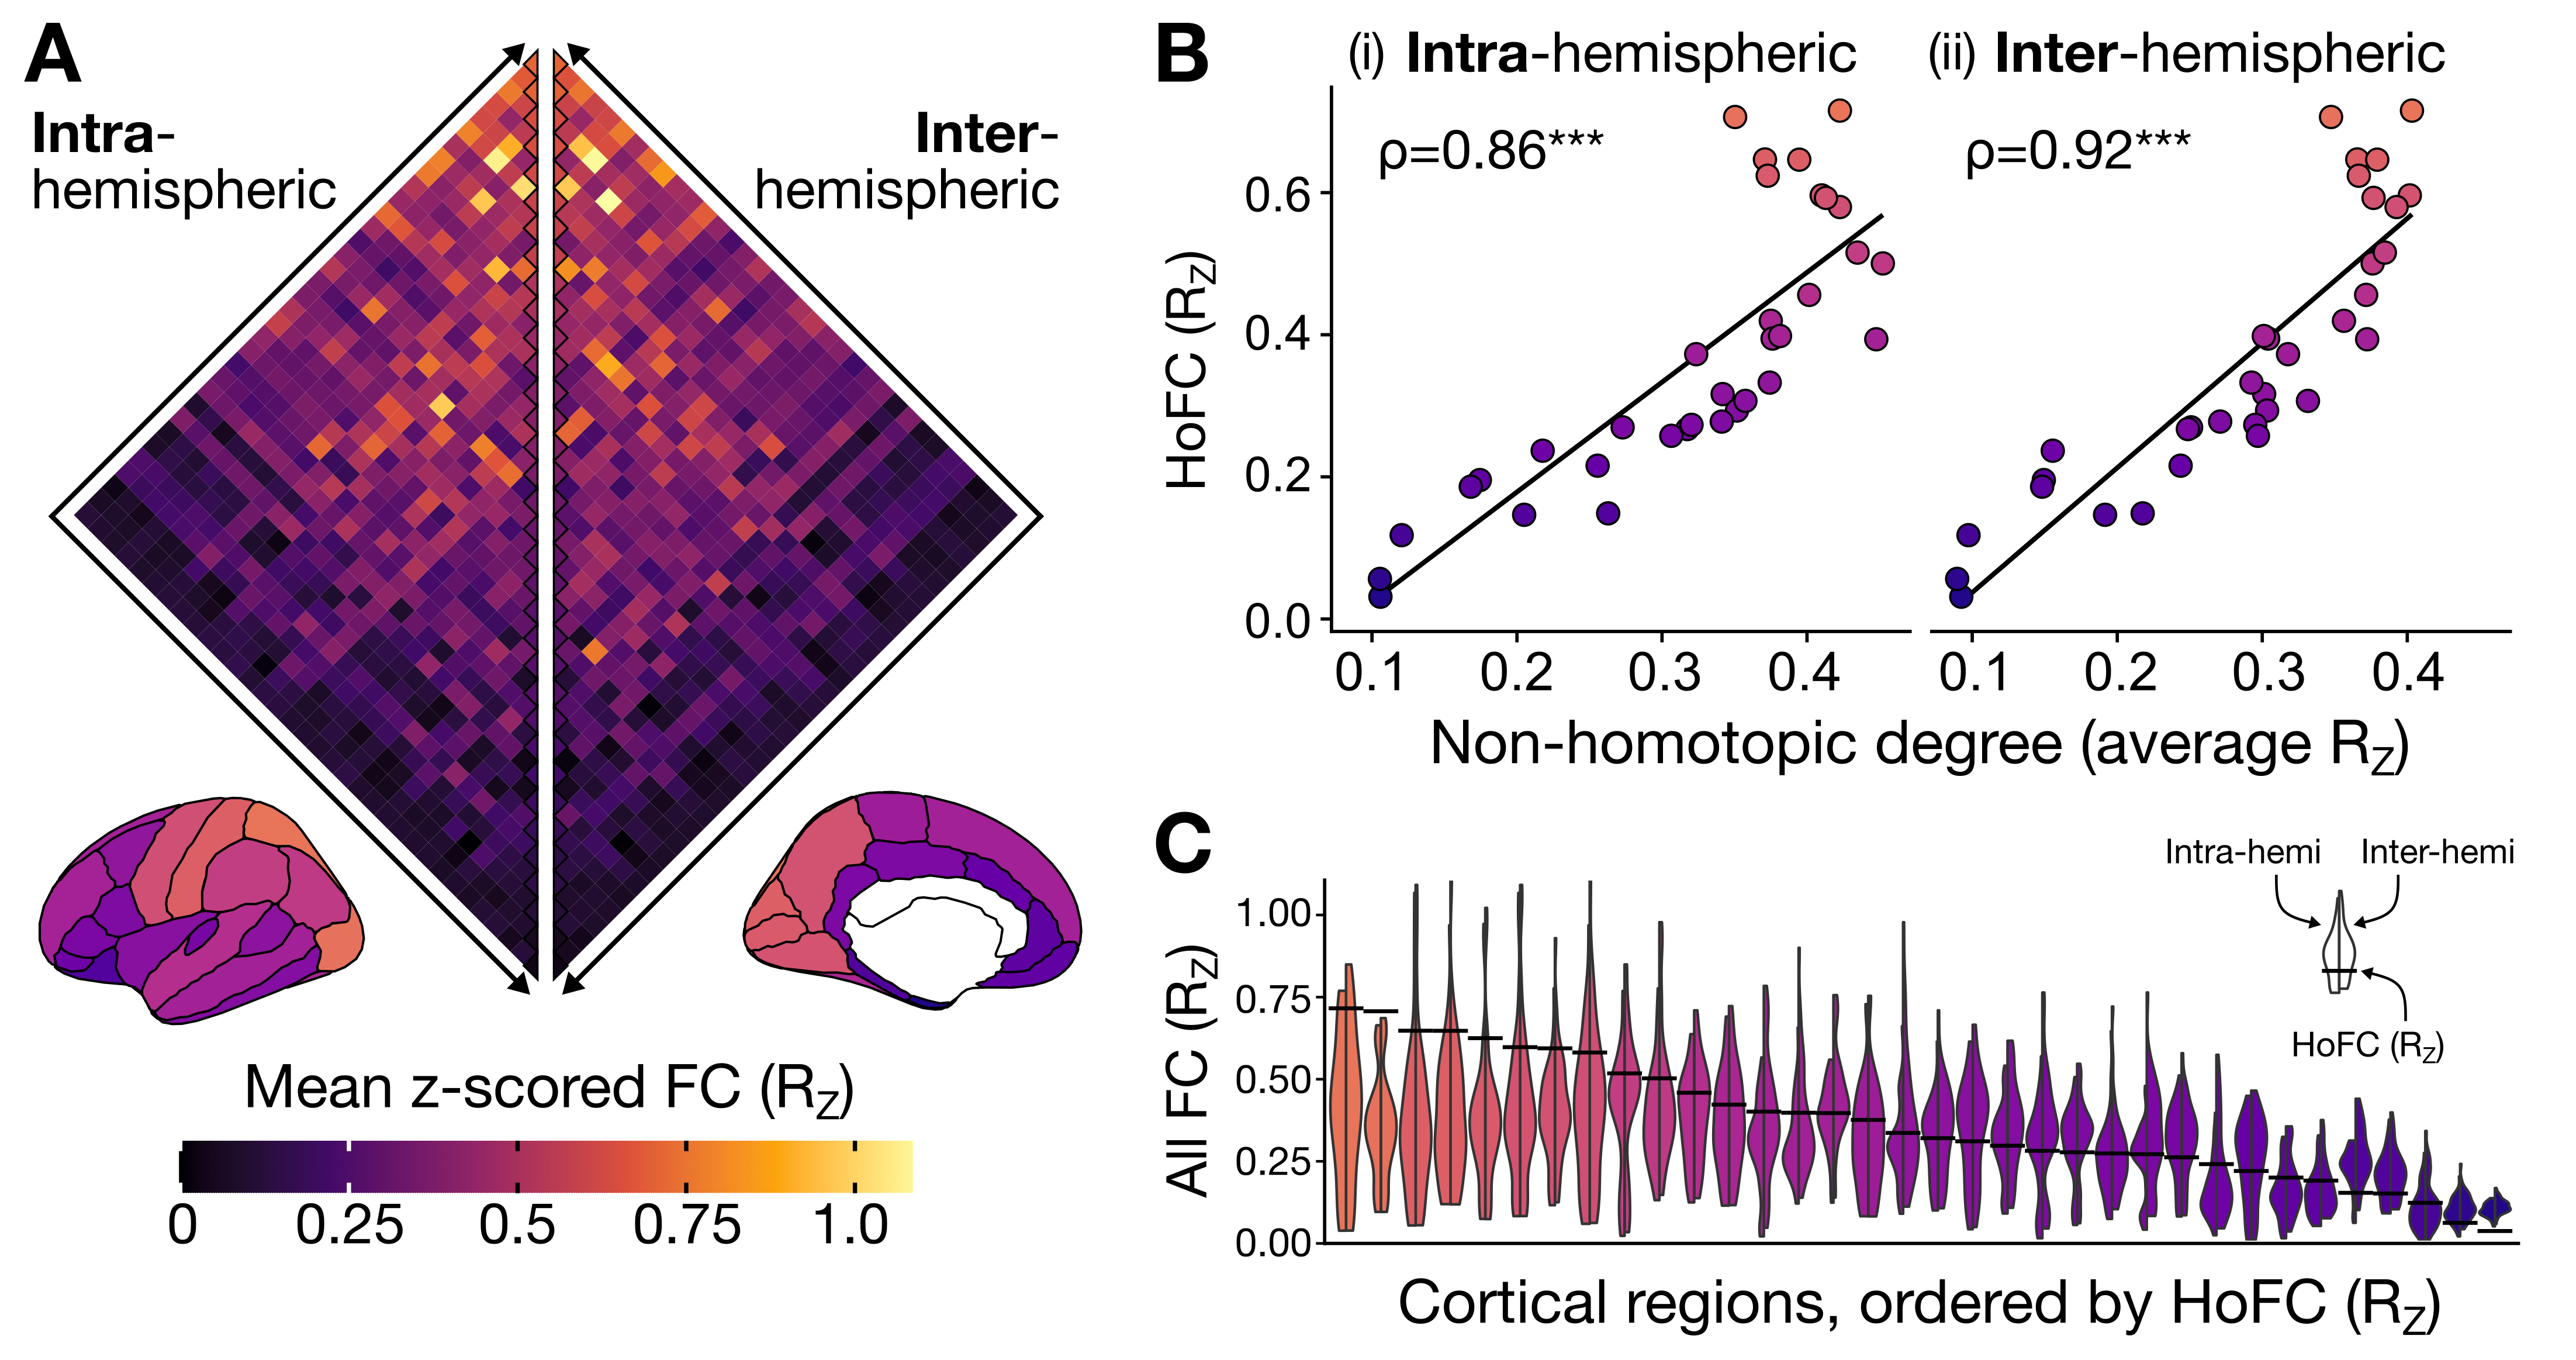 A
Intra-
hemispheric
Inter-
hemispheric
Mean z-scored FC (RZ)
0 0.25 0.5 0.75 1.0
B
(i) Intra-hemispheric
(ii) Inter-hemispheric
ρ=0.86***
ρ=0.92***
HoFC (RZ)
0.6
0.4
0.2
0.0
0.1 0.2 0.3 0.4
0.1 0.2 0.3 0.4
Non-homotopic degree (average RZ)
C
Intra-hemi Inter-hemi
HoFC (RZ)
All FC (RZ)
1.00
0.75
0.50
0.25
0.00
Cortical regions, ordered by HoFC (RZ)